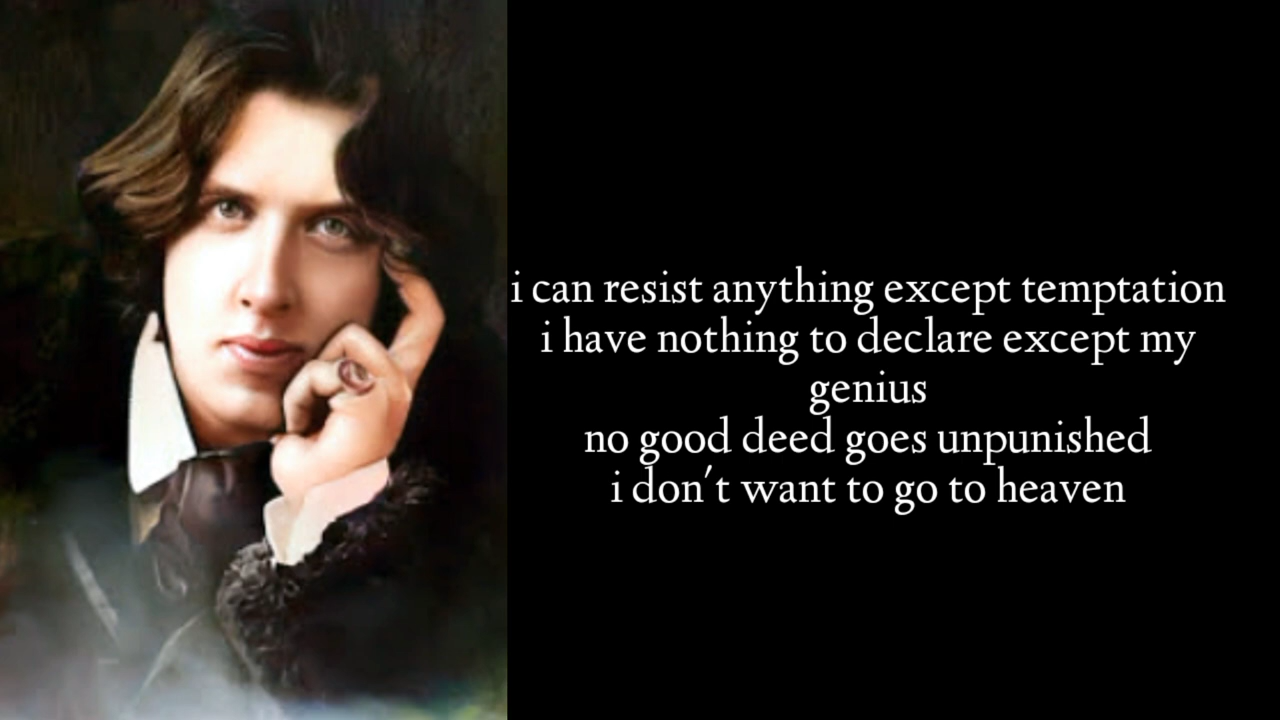 i can resist anything except temptation
i have nothing to declare except my
genius
no good deed goes unpunished
i don't want to go to heaven